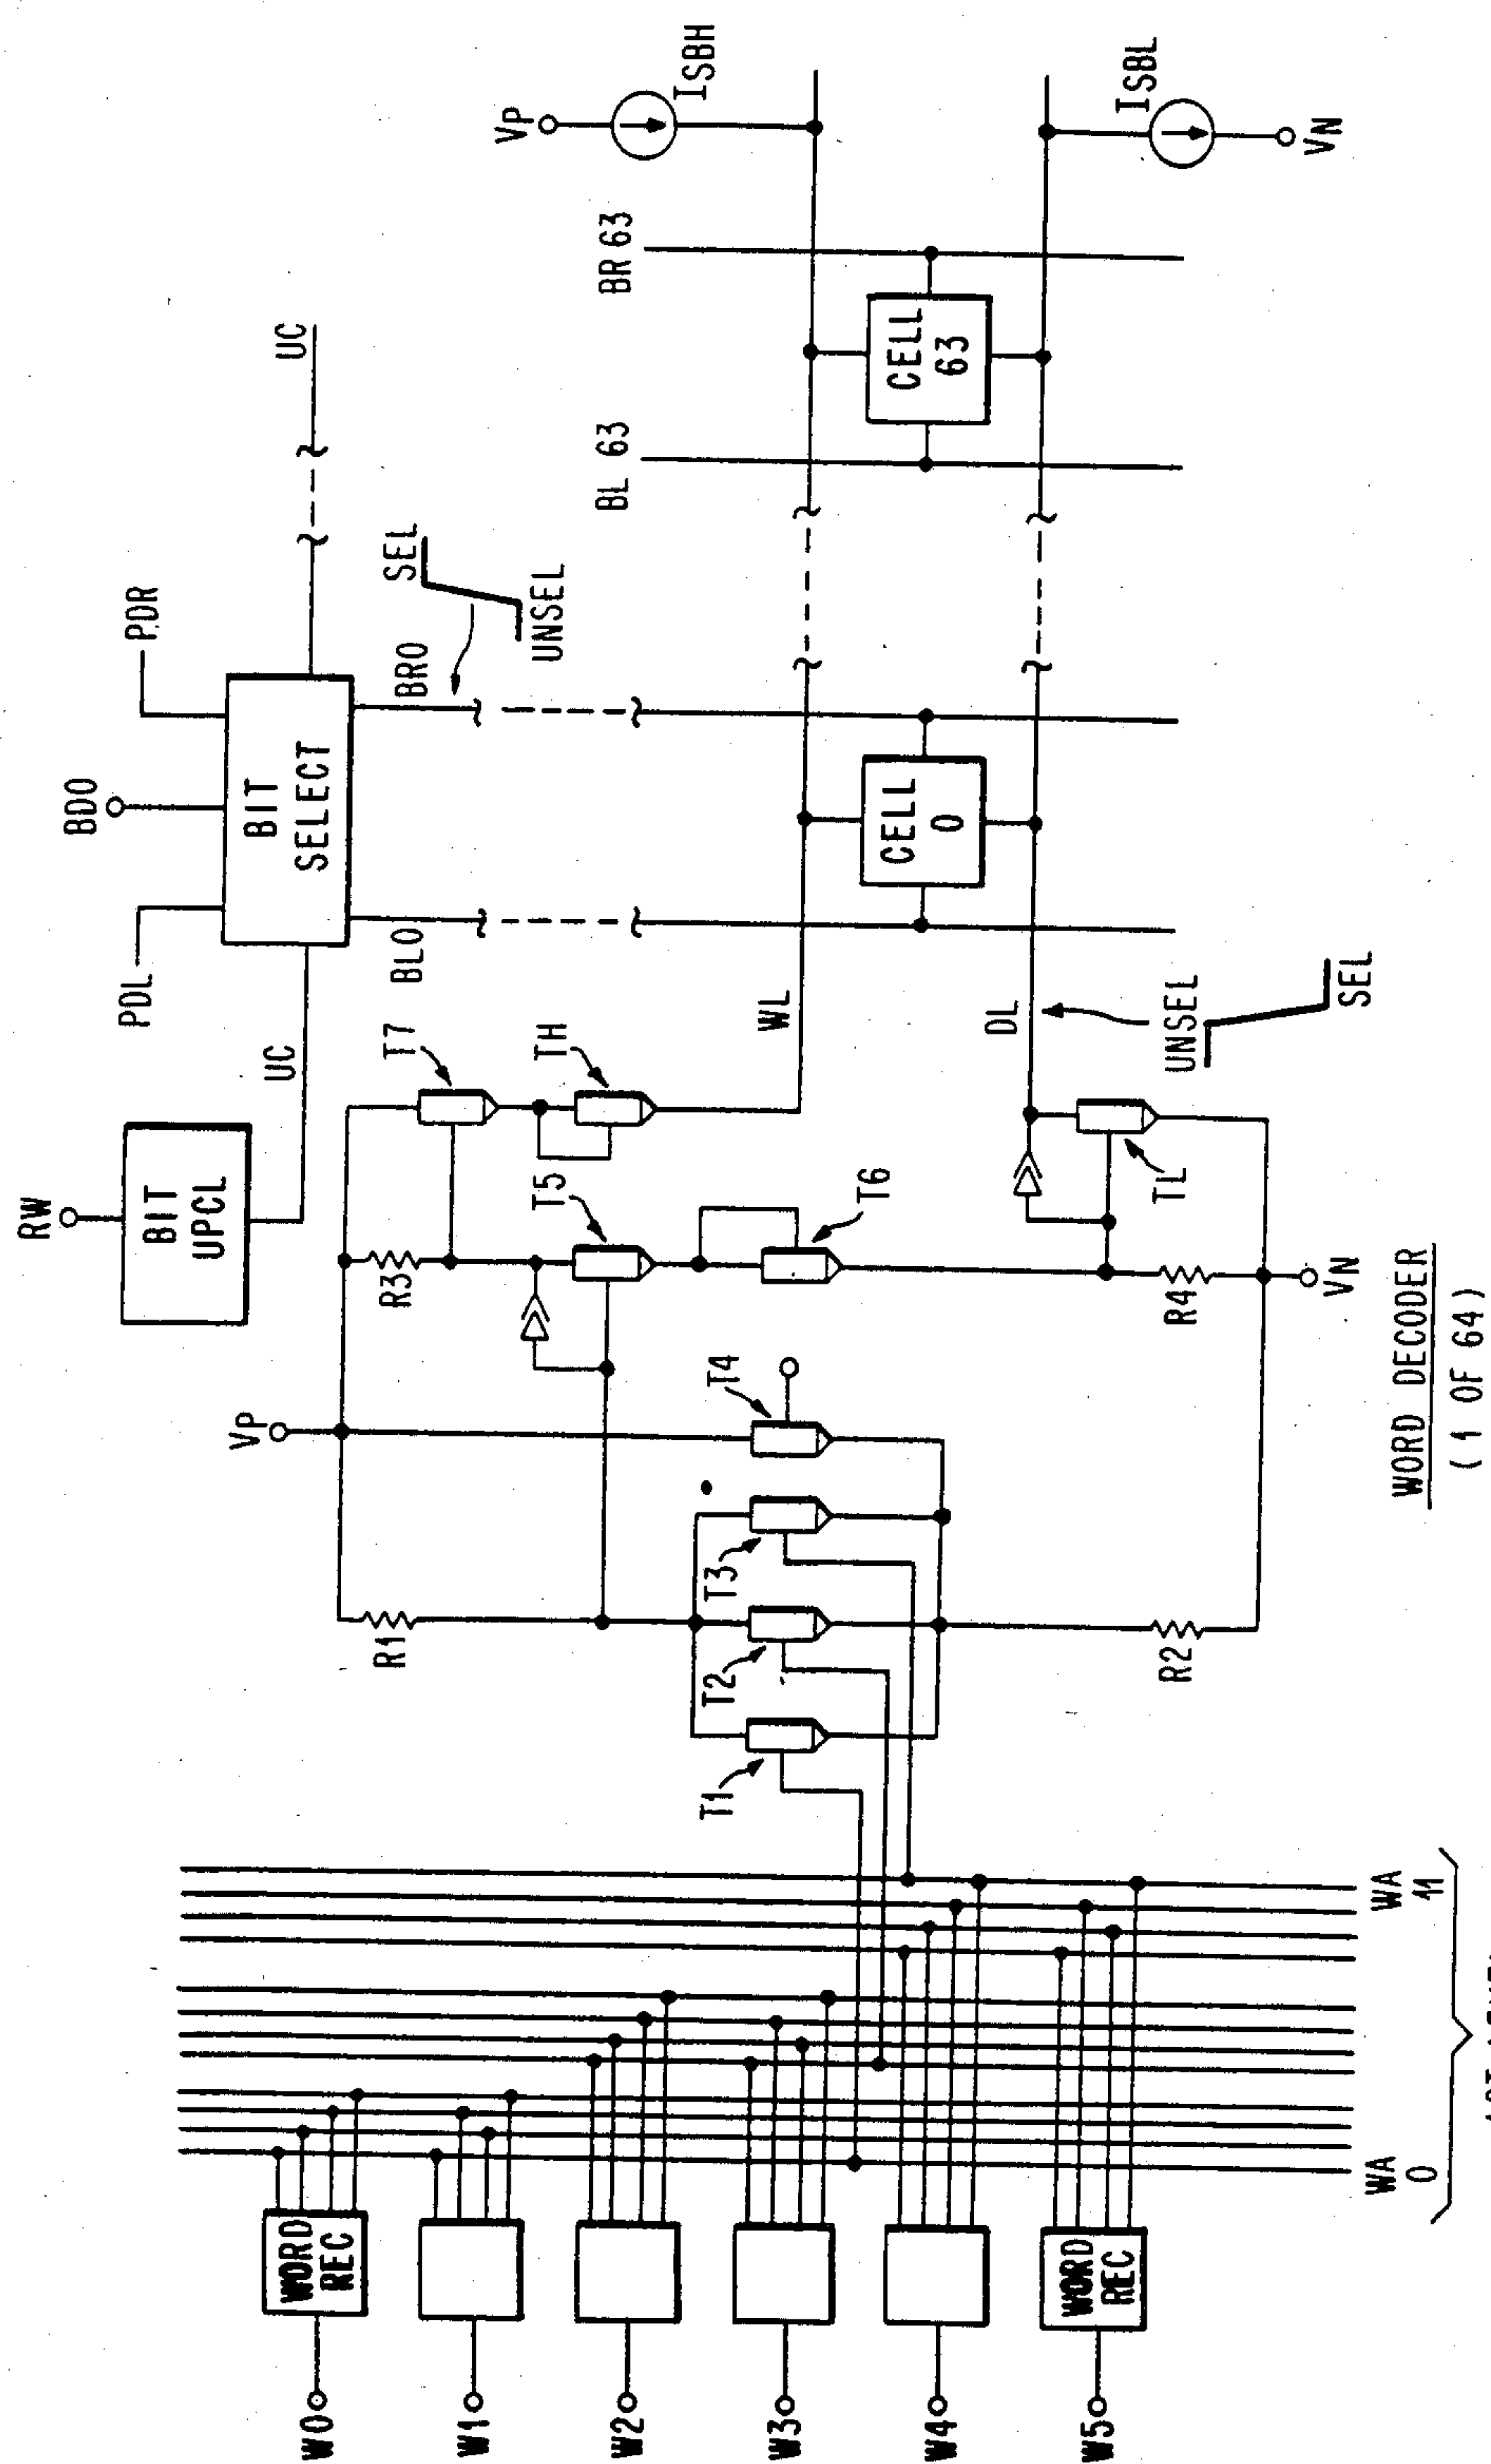 RW
BIT
UPCL
UC
PDL
BD0
PDR
BIT
SELECT
UC
BL0
BR0
SEL
UNSEL
VP
VP
ISBH
R1
R3
T7
TH
T5
T6
T4
T3
T2
T1
WL
DL
BL 63
BR 63
CELL
0
CELL
63
ISBL
VN
UNSEL
SEL
TL
R2
R4
VN
W0
W1
W2
W3
W4
W5
WORD
REC
WORD
REC
WA
0
WA
11
WORD DECODER
(1 OF 64)